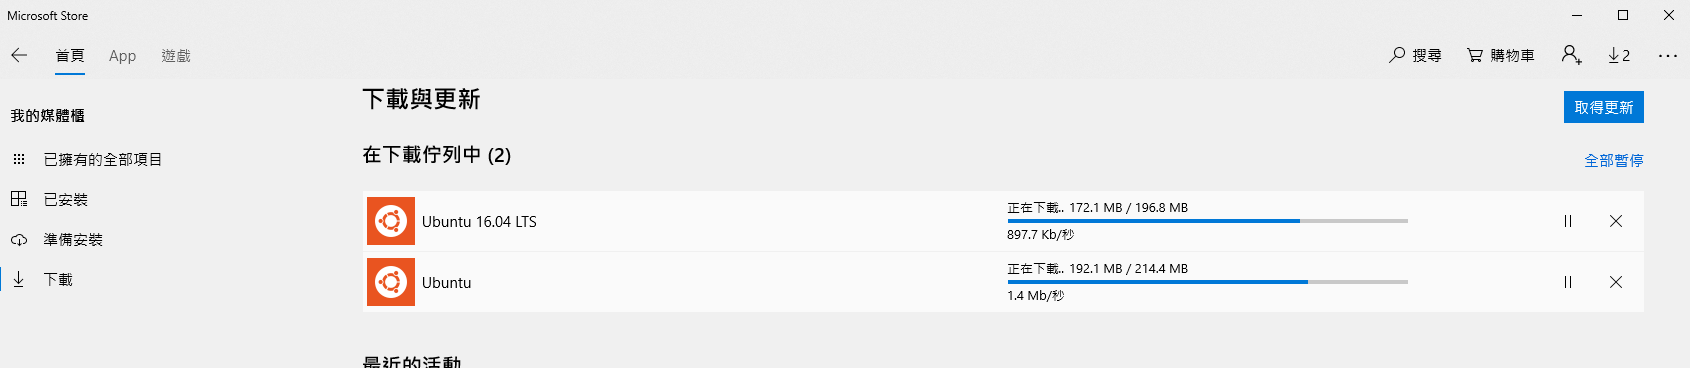 Microsoft Store
首頁 App 遊戲 搜尋 購物車 2
下載與更新
取得更新
我的媒體櫃
在下載佇列中 (2)
全部暫停
已擁有的全部項目
已安裝
準備安裝
下載
Ubuntu 16.04 LTS
正在下載.. 172.1 MB / 196.8 MB
897.7 Kb/秒
Ubuntu
正在下載.. 192.1 MB / 214.4 MB
1.4 Mb/秒
最近的活動